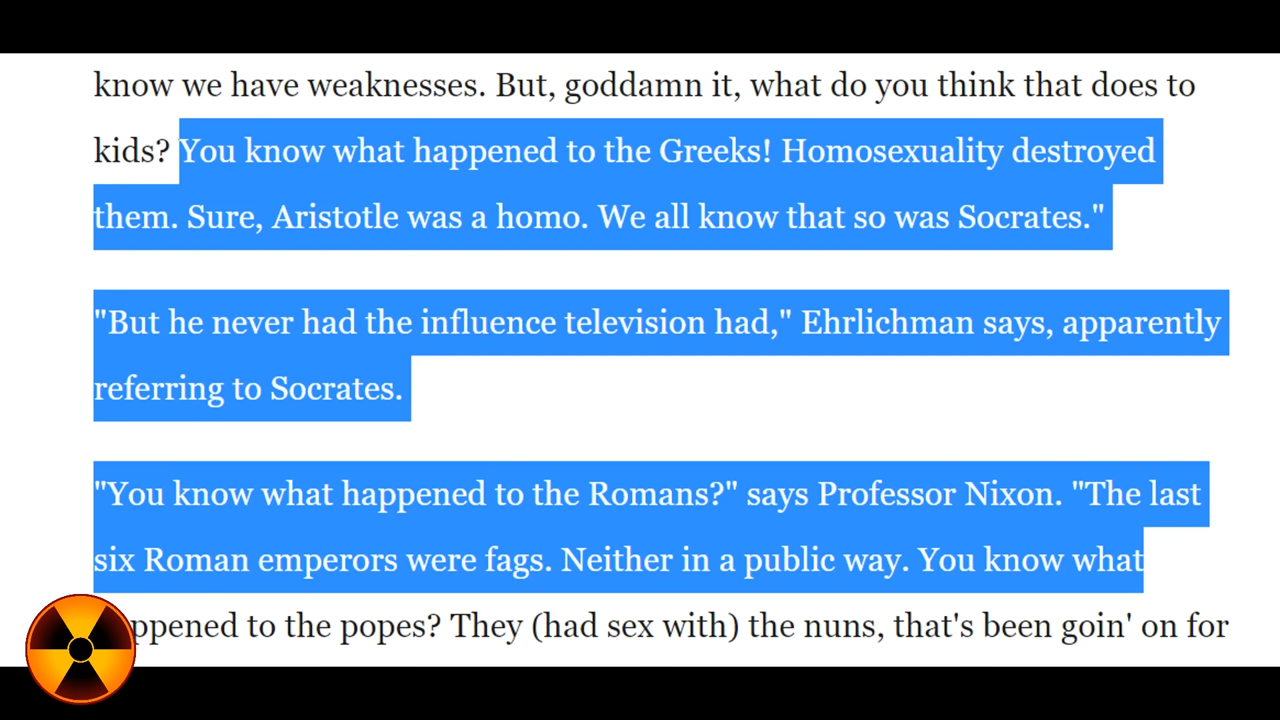 know we have weaknesses. But, goddamn it, what do you think that does to
kids? You know what happened to the Greeks! Homosexuality destroyed
them. Sure, Aristotle was a homo. We all know that so was Socrates."
"But he never had the influence television had," Ehrlichman says, apparently
referring to Socrates.
"You know what happened to the Romans?" says Professor Nixon. "The last
six Roman emperors were fags. Neither in a public way. You know what
ppened to the popes? They (had sex with) the nuns, that's been goin' on for